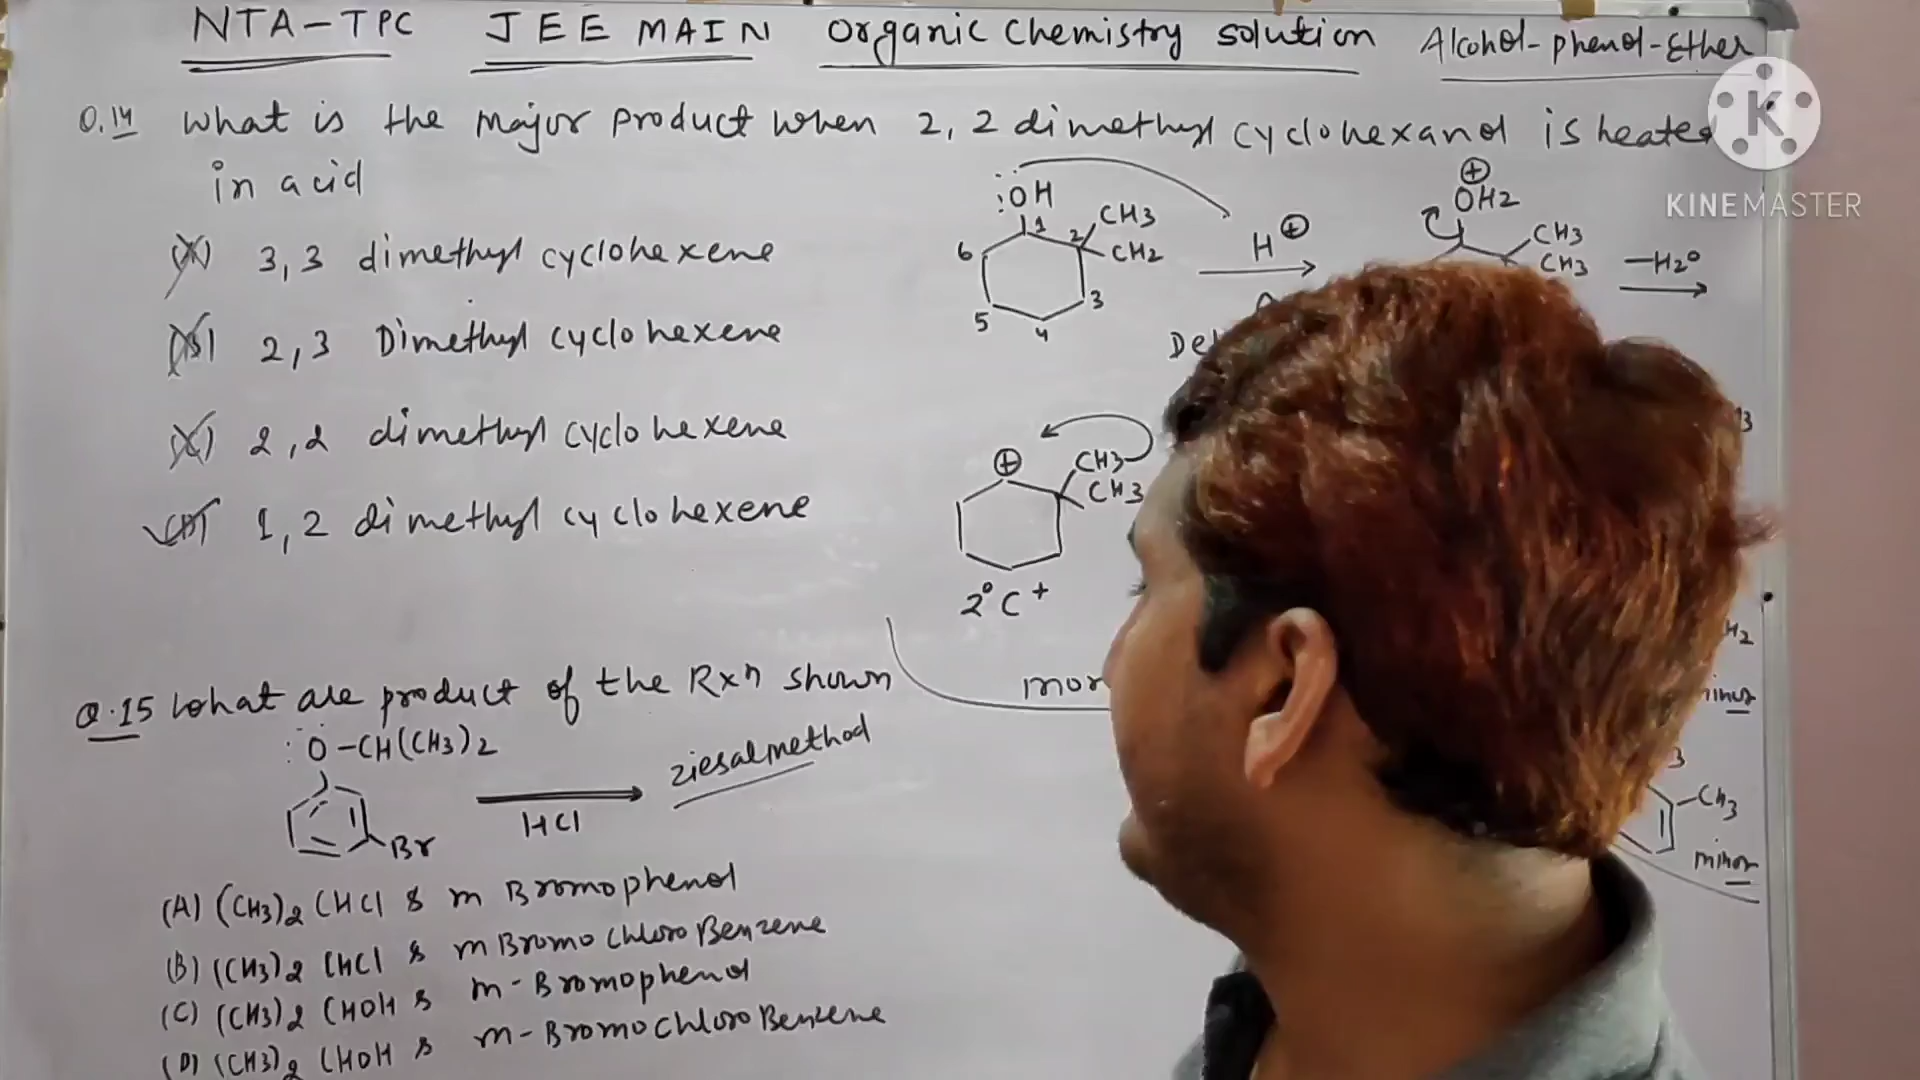 NTA-TPC JEE MAIN Organic Chemistry solution Alcohol-phenol-Ether
K
KINEMASTER
Q.14 What is the major product when 2,2 dimethyl cyclohexanol is heated
in acid
(A) 3,3 dimethyl cyclohexene
(B) 2,3 Dimethyl cyclohexene
(C) 2,2 dimethyl cyclohexene
(D) 1,2 dimethyl cyclohexene
:OH
1
2
CH3
CH2
6
5
4
3
H⊕
⊕
OH2
CH3
CH3
-H2O
⊕
CH3
CH3
2°C+
Q.15 What are product of the Rxn shown
:O-CH(CH3)2
Br
HCl
ziesalmethod
(A) (CH3)2 CHCl & m Bromophenol
(B) (CH3)2 CHCl & m Bromo chloro Benzene
(C) (CH3)2 CHOH & m-Bromophenol
(D) (CH3)2 CHOH & m-Bromo chloro Benzene
3
H2
3
CH3
minor